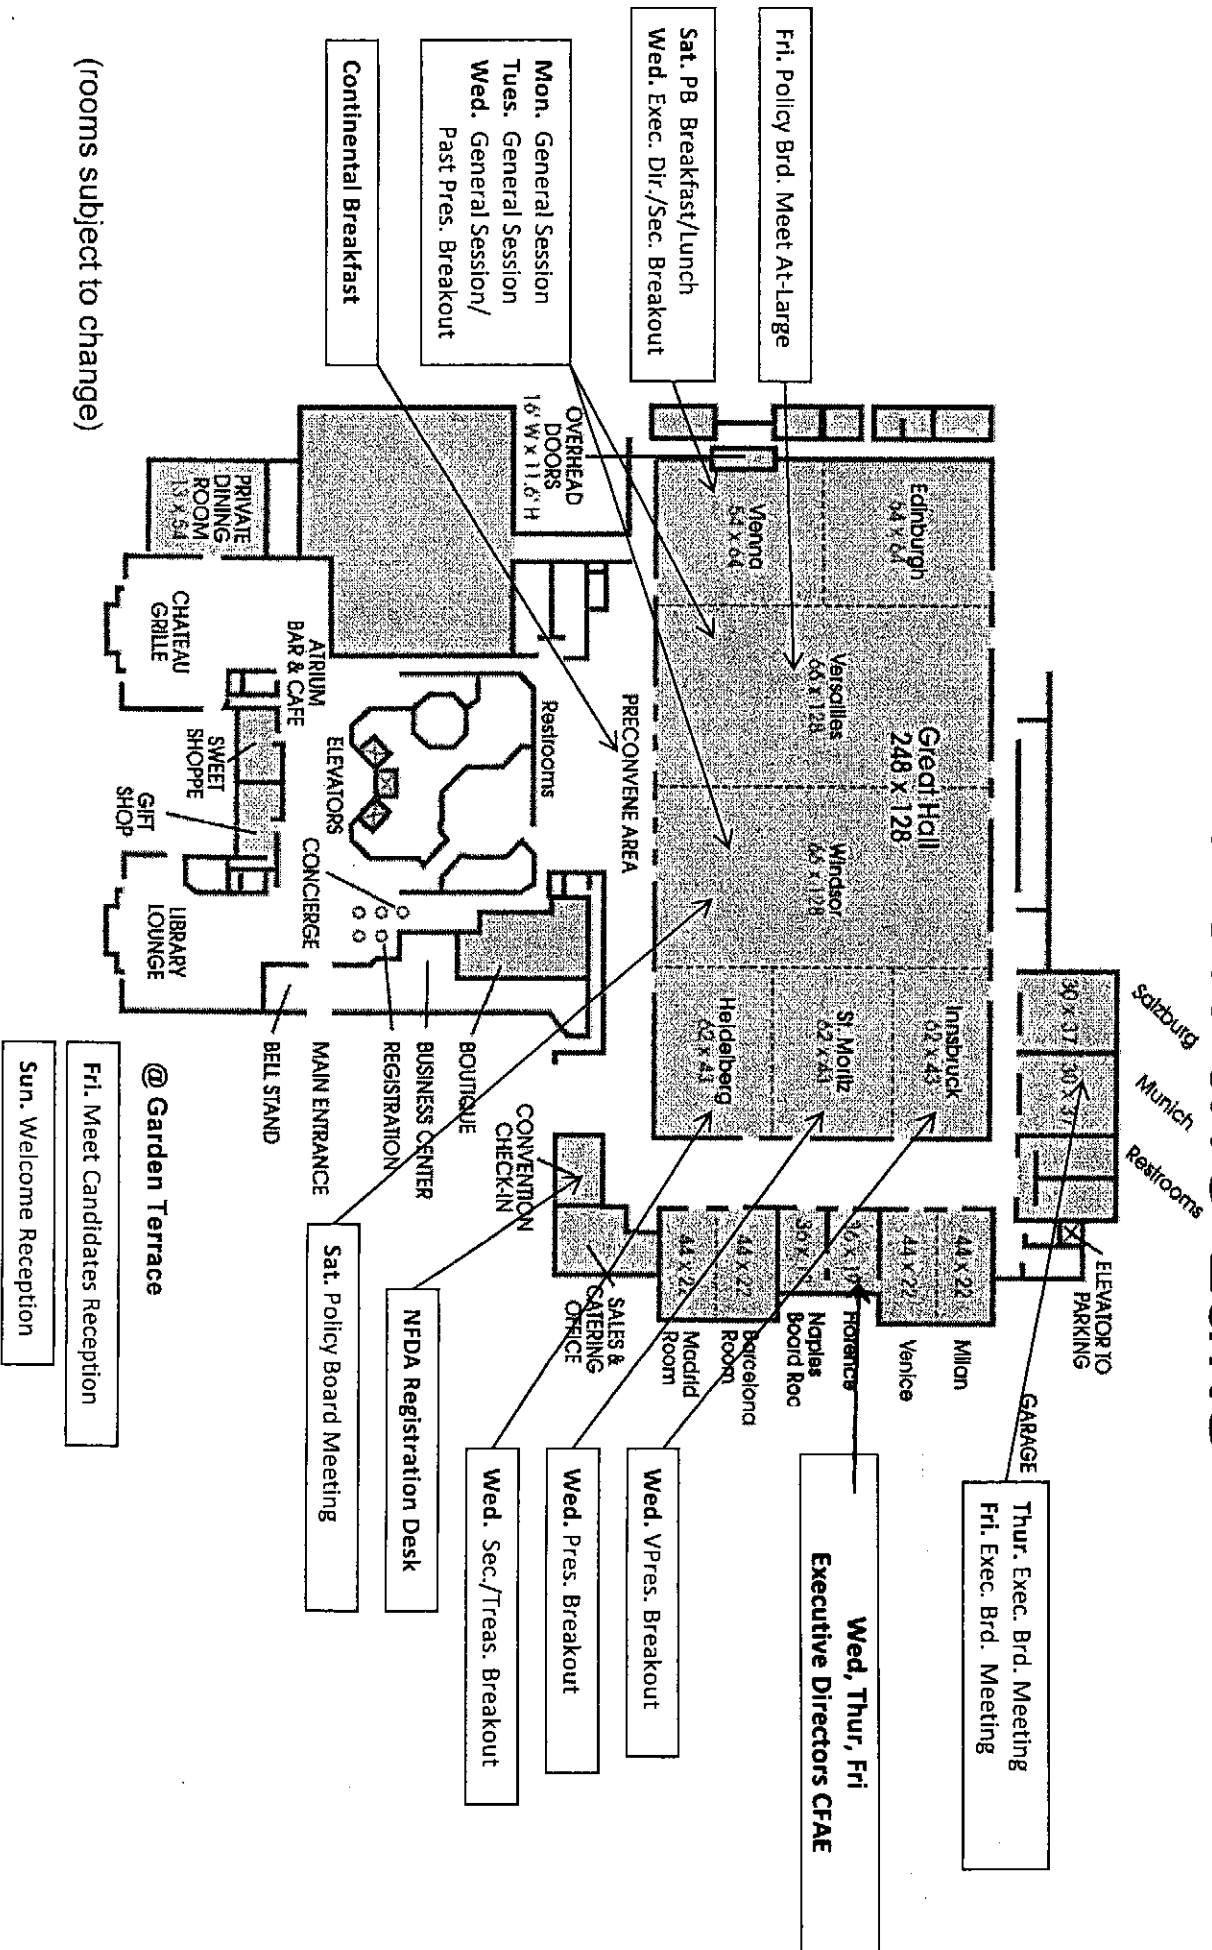 Salzburg
30 x 37
Munich
30 x 37
Restrooms
ELEVATOR TO
PARKING
GARAGE
Thur. Exec. Brd. Meeting
Fri. Exec. Brd. Meeting
Fri. Policy Brd. Meet At-Large
Sat. PB Breakfast/Lunch
Wed. Exec. Dir./Sec. Breakout
Mon. General Session
Tues. General Session
Wed. General Session/
Past Pres. Breakout
Continental Breakfast
Edinburgh
64 x 64
Vienna
54 x 64
Great Hall
248 x 128
Versailles
66 x 128
Windsor
66 x 128
Innsbruck
62 x 43
St. Moritz
62 x 43
Heidelberg
62 x 43
44 x 22
Milan
44 x 22
Venice
36 x 19
Florence
Naples
Board Roo
44 x 22
Barcelona
Room
44 x 22
Madrid
Room
Wed, Thur, Fri
Executive Directors CFAE
Wed. VPres. Breakout
Wed. Pres. Breakout
Wed. Sec./Treas. Breakout
NFDA Registration Desk
Sat. Policy Board Meeting
OVERHEAD
DOORS
16' W x 11.6' H
PRECONVENE AREA
Restrooms
ELEVATORS
CONCIERGE
CONVENTION
CHECK-IN
SALES &
CATERING
OFFICE
BOUTIQUE
BUSINESS CENTER
REGISTRATION
MAIN ENTRANCE
BELL STAND
PRIVATE
DINING
ROOM
13 x 54
ATRIUM
BAR & CAFE
CHATEAU
GRILLE
SWEET
SHOPPE
GIFT
SHOP
LIBRARY
LOUNGE
@ Garden Terrace
Fri. Meet Candidates Reception
Sun. Welcome Reception
(rooms subject to change)